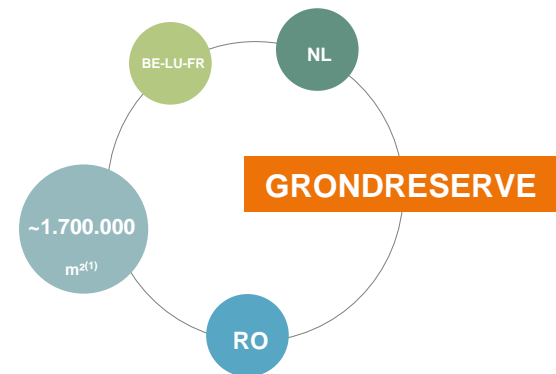 NL
BE-LU-FR
GRONDRESERVE
~1.700.000
m²⁽¹⁾
RO